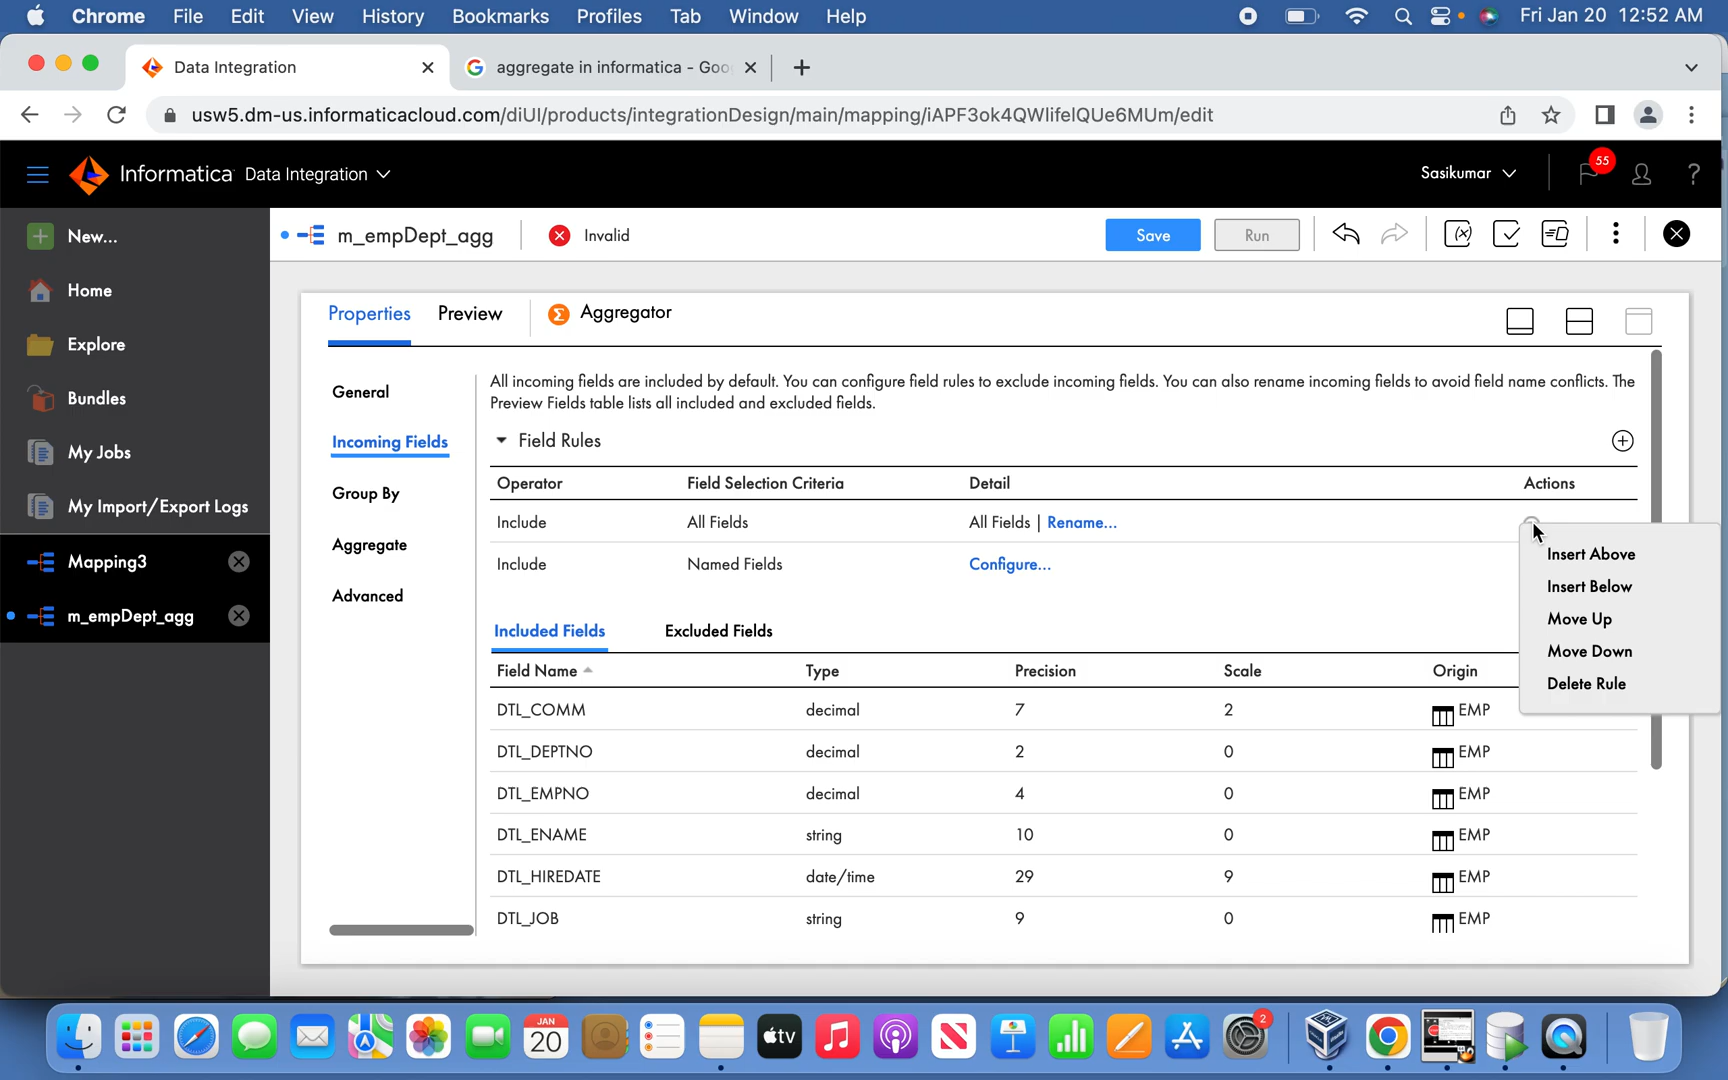 Chrome File Edit View History Bookmarks Profiles Tab Window Help Fri Jan 20 12:52 AM
Data Integration aggregate in informatica - Goo
usw5.dm-us.informaticacloud.com/diUI/products/integrationDesign/main/mapping/iAPF3ok4QWlifelQUe6MUm/edit
Informatica Data Integration Sasikumar 55 ?
New... m_empDept_agg Invalid Save Run
Home
Properties Preview Σ Aggregator
Explore
General
All incoming fields are included by default. You can configure field rules to exclude incoming fields. You can also rename incoming fields to avoid field name conflicts. The
Preview Fields table lists all included and excluded fields.
Bundles
Incoming Fields Field Rules
My Jobs
Group By Operator Field Selection Criteria Detail Actions
My Import/Export Logs
Include All Fields All Fields | Rename...
Aggregate
Insert Above
Mapping3 Include Named Fields Configure...
Insert Below
Advanced
m_empDept_agg Move Up
Included Fields Excluded Fields
Move Down
Field Name Type Precision Scale Origin
Delete Rule
DTL_COMM decimal 7 2 EMP
DTL_DEPTNO decimal 2 0 EMP
DTL_EMPNO decimal 4 0 EMP
DTL_ENAME string 10 0 EMP
DTL_HIREDATE date/time 29 9 EMP
DTL_JOB string 9 0 EMP
JAN
20
tv
2